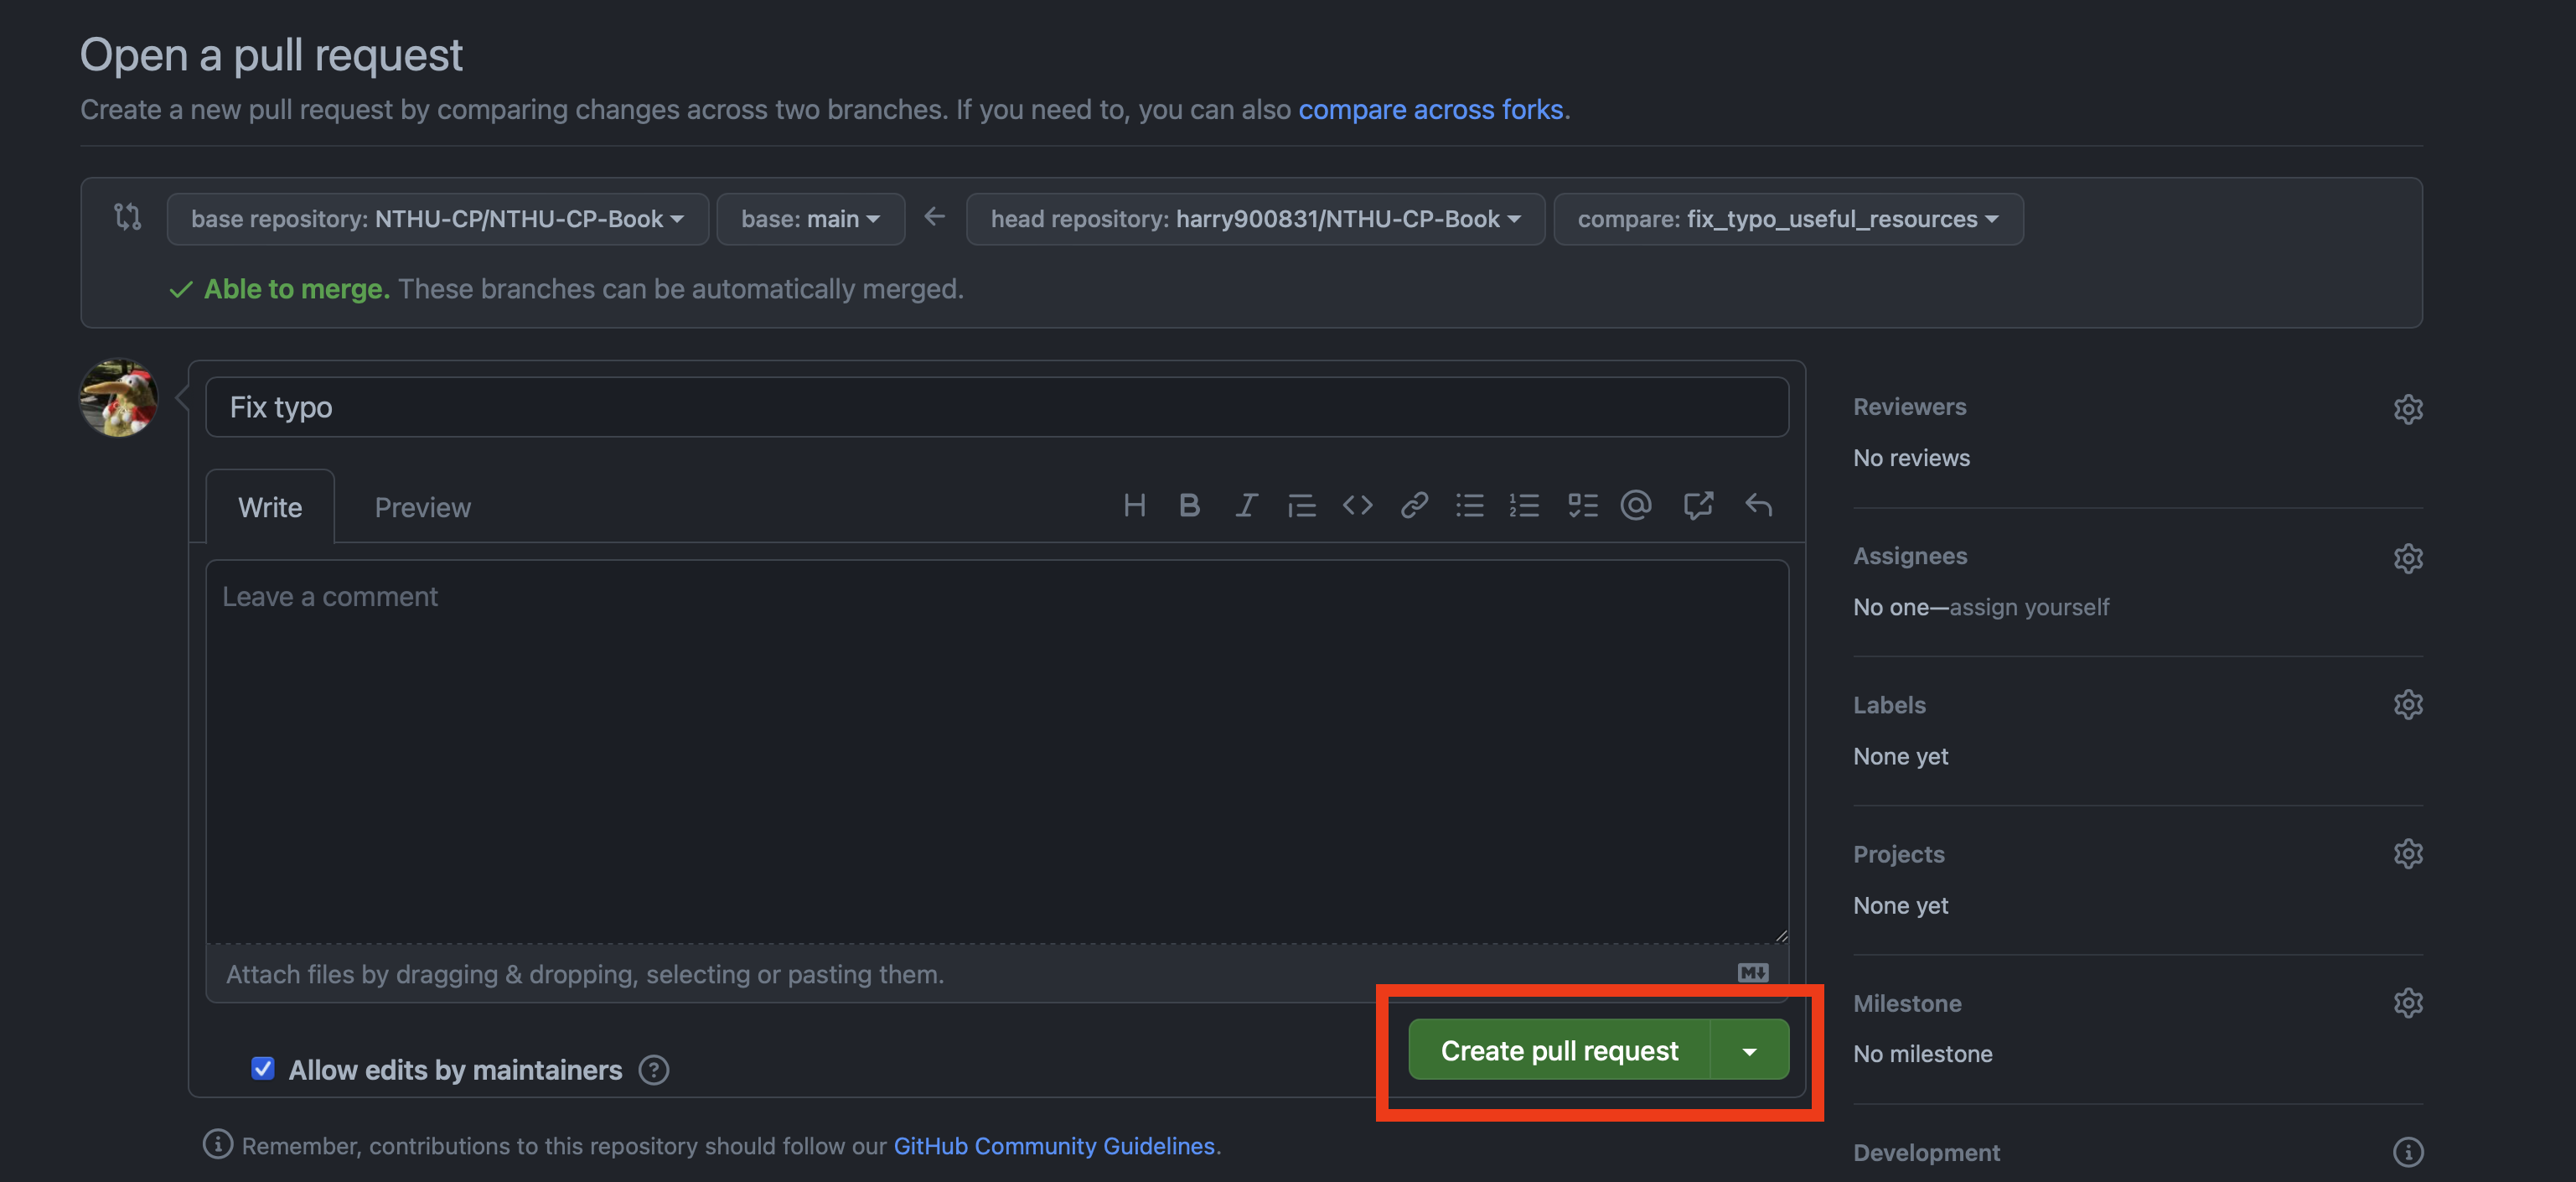 Open a pull request
Create a new pull request by comparing changes across two branches. If you need to, you can also compare across forks.
base repository: NTHU-CP/NTHU-CP-Book base: main head repository: harry900831/NTHU-CP-Book compare: fix_typo_useful_resources
Able to merge. These branches can be automatically merged.
Fix typo
Write Preview
Leave a comment
Attach files by dragging & dropping, selecting or pasting them.
Allow edits by maintainers
Create pull request
Remember, contributions to this repository should follow our GitHub Community Guidelines.
Reviewers
No reviews
Assignees
No one—assign yourself
Labels
None yet
Projects
None yet
Milestone
No milestone
Development